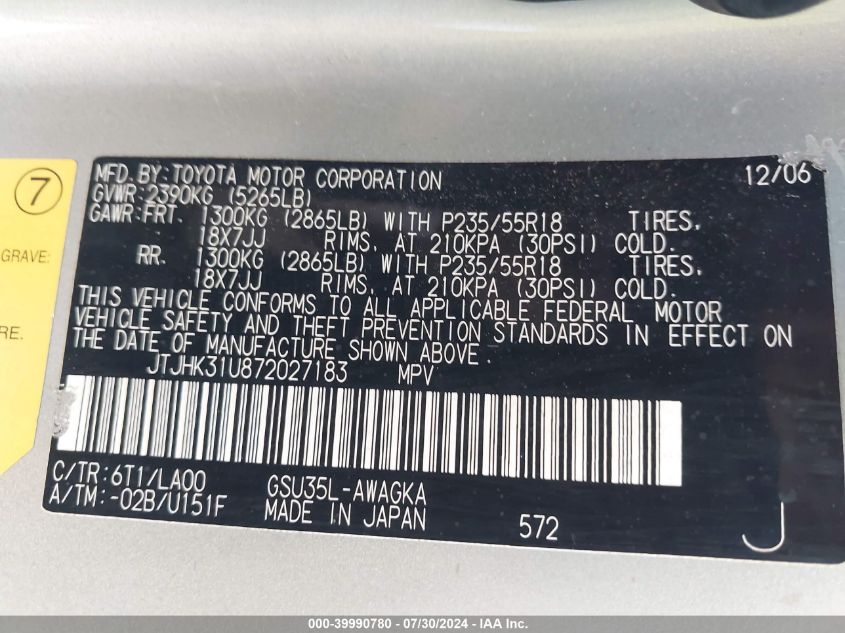 7
GRAVE:
RE.
MFD. BY: TOYOTA MOTOR CORPORATION 12/06
GVWR: 2390KG (5265LB)
GAWR: FRT. 1300KG (2865LB) WITH P235/55R18 TIRES,
18X7JJ RIMS, AT 210KPA (30PSI) COLD.
RR. 1300KG (2865LB) WITH P235/55R18 TIRES,
18X7JJ RIMS, AT 210KPA (30PSI) COLD.
THIS VEHICLE CONFORMS TO ALL APPLICABLE FEDERAL MOTOR
VEHICLE SAFETY AND THEFT PREVENTION STANDARDS IN EFFECT ON
THE DATE OF MANUFACTURE SHOWN ABOVE.
JTJHK31U872027183 MPV
C/TR: 6T1/LA00 GSU35L-AWAGKA
A/TM: -02B/U151F MADE IN JAPAN 572
J
000-39990780 - 07/30/2024 - IAA Inc.